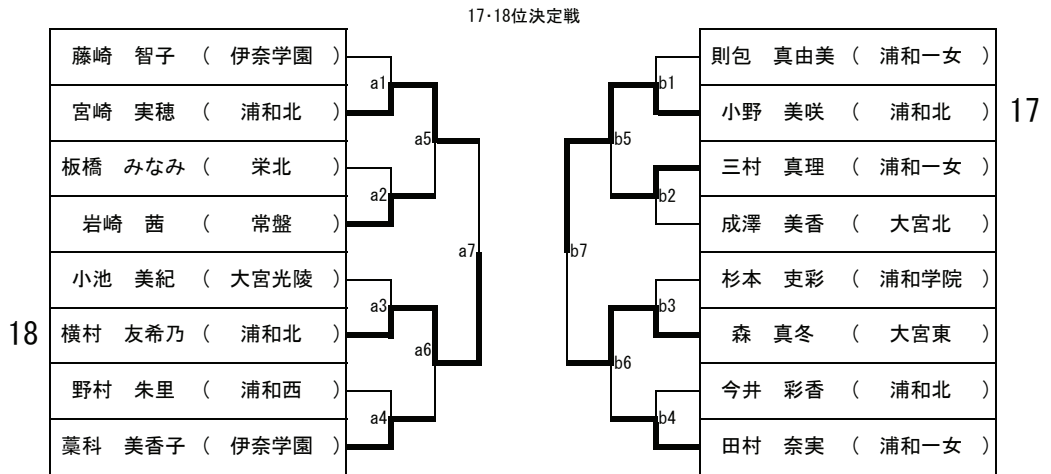 17・18位決定戦
藤崎　智子　（　伊奈学園　）
宮崎　実穂　（　浦和北　）
板橋　みなみ（　栄北　）
岩崎　茜　（　常盤　）
小池　美紀　（　大宮光陵　）
18
横村　友希乃（　浦和北　）
野村　朱里　（　浦和西　）
藁科　美香子（　伊奈学園　）
a1
a2
a3
a4
a5
a6
a7
b7
b5
b6
b1
b2
b3
b4
則包　真由美（　浦和一女　）
小野　美咲　（　浦和北　）
17
三村　真理　（　浦和一女　）
成澤　美香　（　大宮北　）
杉本　吏彩　（　浦和学院　）
森　真冬　（　大宮東　）
今井　彩香　（　浦和北　）
田村　奈実　（　浦和一女　）